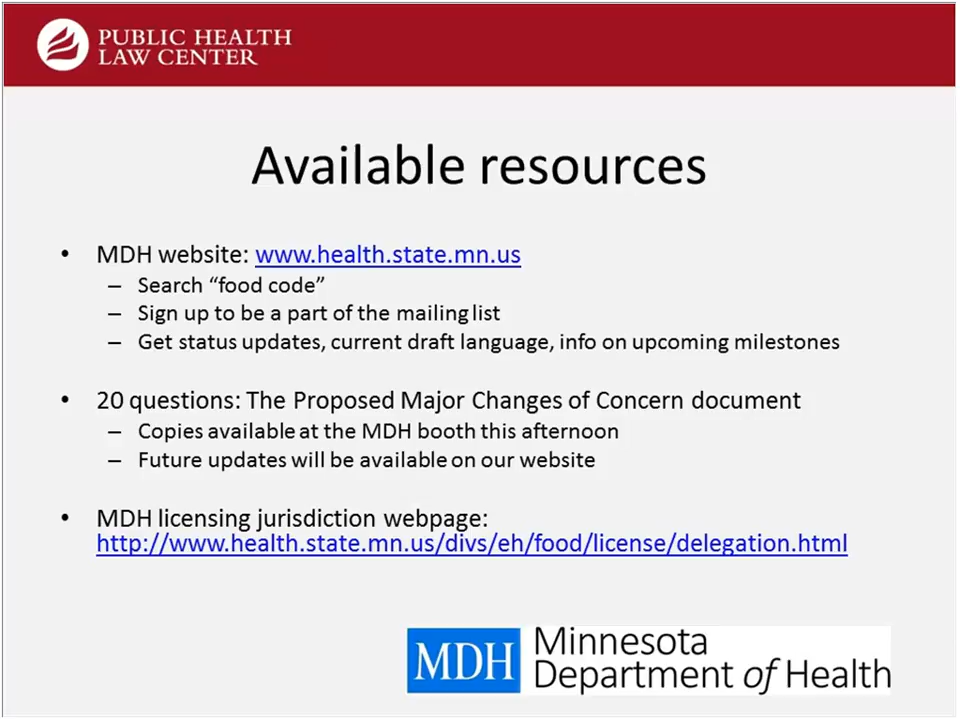 PUBLIC HEALTH
LAW CENTER
Available resources
• MDH website: www.health.state.mn.us
– Search “food code”
– Sign up to be a part of the mailing list
– Get status updates, current draft language, info on upcoming milestones
• 20 questions: The Proposed Major Changes of Concern document
– Copies available at the MDH booth this afternoon
– Future updates will be available on our website
• MDH licensing jurisdiction webpage:
http://www.health.state.mn.us/divs/eh/food/license/delegation.html
MDH Minnesota
Department of Health